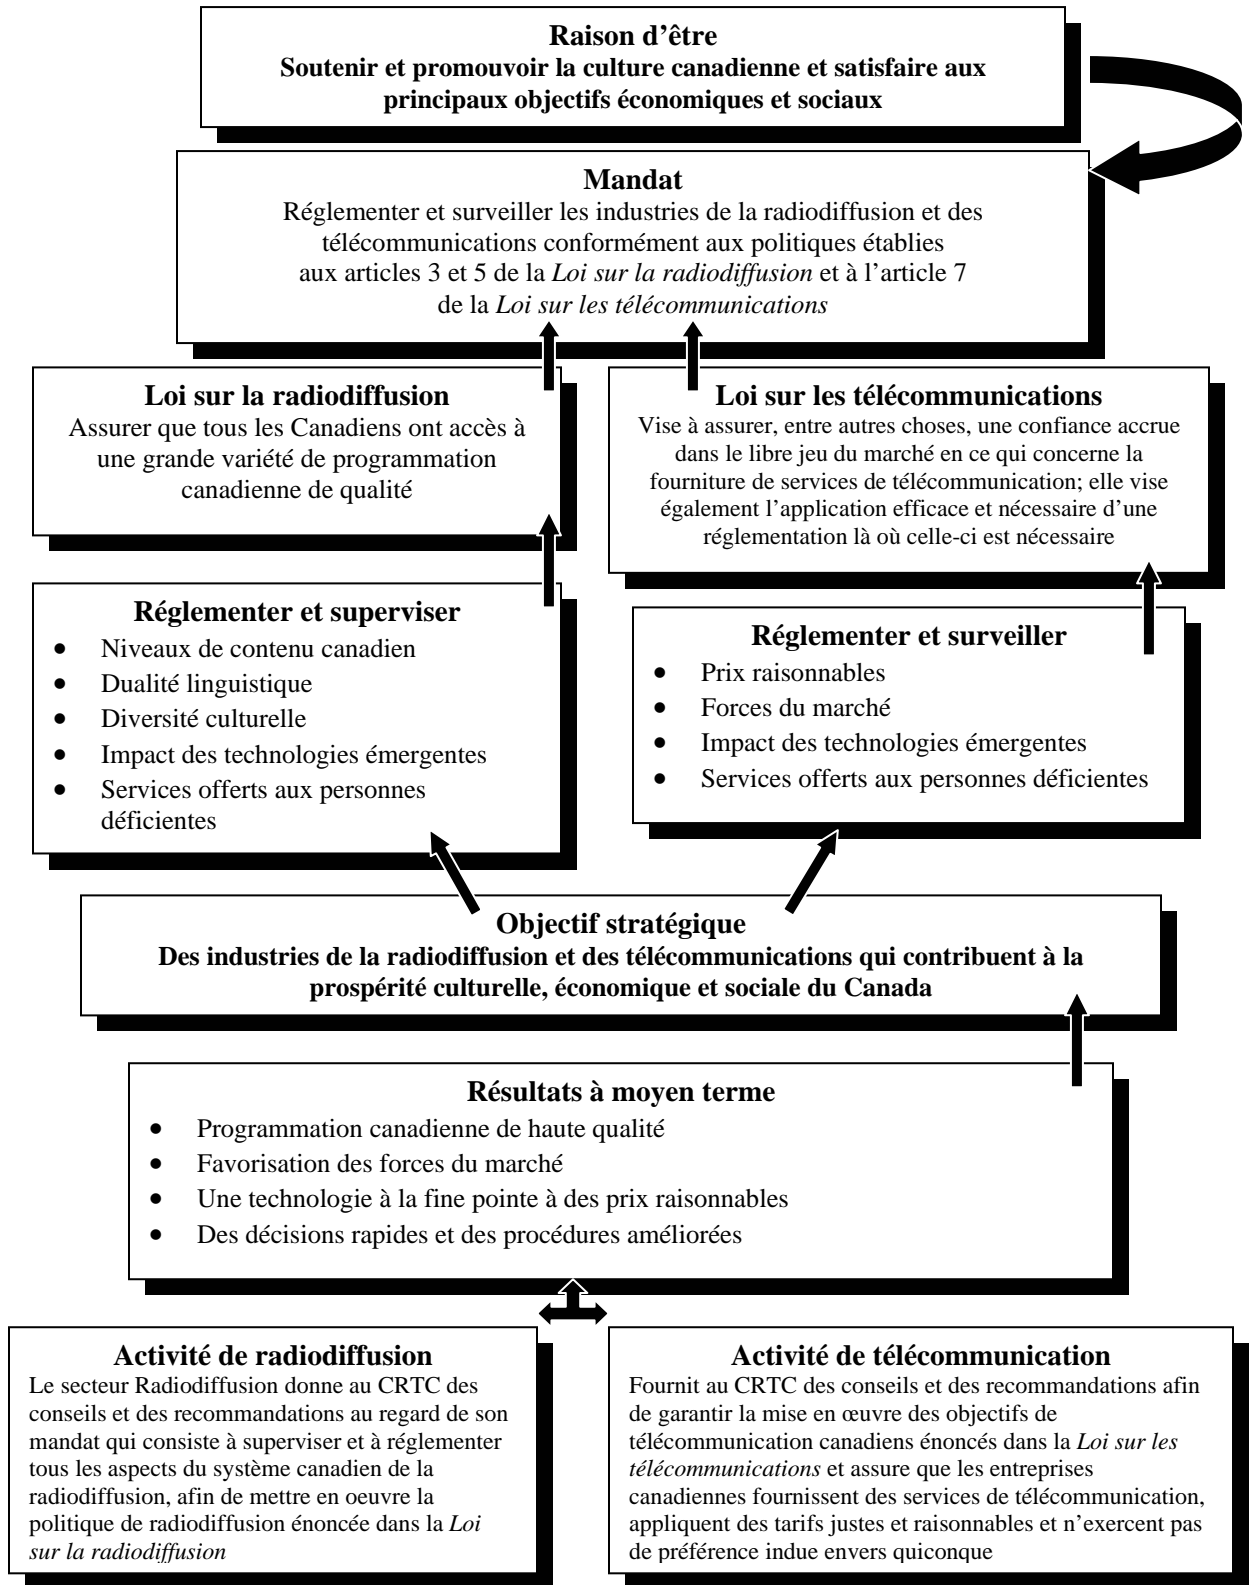 Raison d’être
Soutenir et promouvoir la culture canadienne et satisfaire aux
principaux objectifs économiques et sociaux
Mandat
Réglementer et surveiller les industries de la radiodiffusion et des
télécommunications conformément aux politiques établies
aux articles 3 et 5 de la Loi sur la radiodiffusion et à l’article 7
de la Loi sur les télécommunications
Loi sur la radiodiffusion
Assurer que tous les Canadiens ont accès à
une grande variété de programmation
canadienne de qualité
Loi sur les télécommunications
Vise à assurer, entre autres choses, une confiance accrue
dans le libre jeu du marché en ce qui concerne la
fourniture de services de télécommunication; elle vise
également l’application efficace et nécessaire d’une
réglementation là où celle-ci est nécessaire
Réglementer et superviser
• Niveaux de contenu canadien
• Dualité linguistique
• Diversité culturelle
• Impact des technologies émergentes
• Services offerts aux personnes
déficientes
Réglementer et surveiller
• Prix raisonnables
• Forces du marché
• Impact des technologies émergentes
• Services offerts aux personnes déficientes
Objectif stratégique
Des industries de la radiodiffusion et des télécommunications qui contribuent à la
prospérité culturelle, économique et sociale du Canada
Résultats à moyen terme
• Programmation canadienne de haute qualité
• Favorisation des forces du marché
• Une technologie à la fine pointe à des prix raisonnables
• Des décisions rapides et des procédures améliorées
Activité de radiodiffusion
Le secteur Radiodiffusion donne au CRTC des
conseils et des recommandations au regard de son
mandat qui consiste à superviser et à réglementer
tous les aspects du système canadien de la
radiodiffusion, afin de mettre en oeuvre la
politique de radiodiffusion énoncée dans la Loi
sur la radiodiffusion
Activité de télécommunication
Fournit au CRTC des conseils et des recommandations afin
de garantir la mise en œuvre des objectifs de
télécommunication canadiens énoncés dans la Loi sur les
télécommunications et assure que les entreprises
canadiennes fournissent des services de télécommunication,
appliquent des tarifs justes et raisonnables et n’exercent pas
de préférence indue envers quiconque